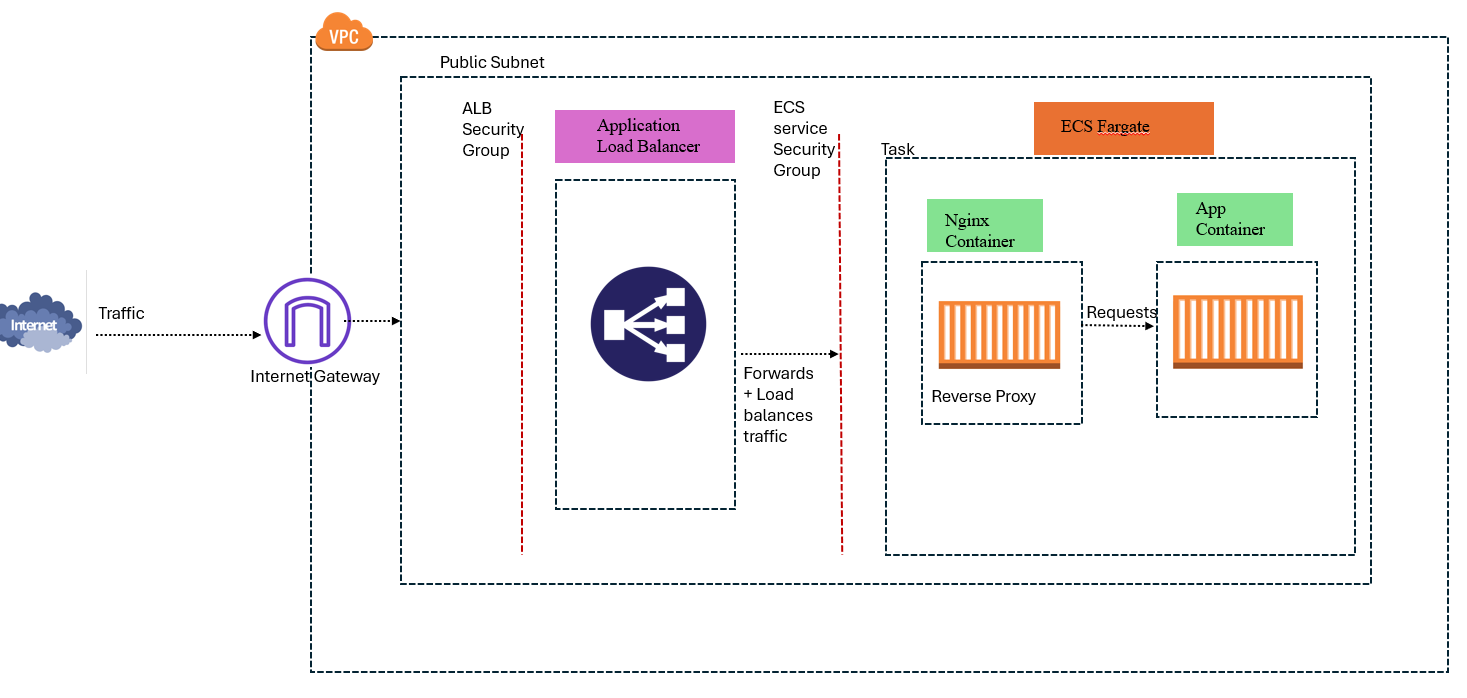 VPC
Public Subnet
ALB
Security
Group
Application
Load Balancer
ECS
service
Security
Group
ECS Fargate
Task
Nginx
Container
App
Container
Internet
Traffic
Internet Gateway
Requests
Forwards
+ Load
balances
traffic
Reverse Proxy